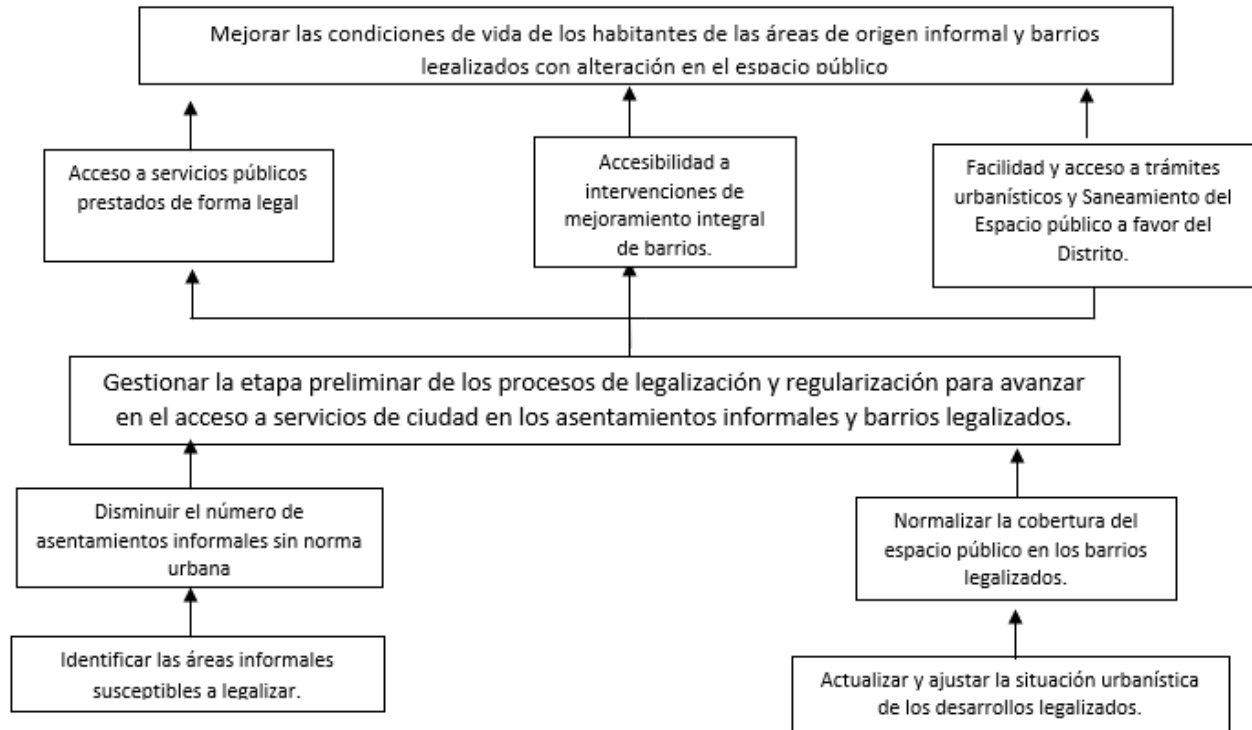 Mejorar las condiciones de vida de los habitantes de las áreas de origen informal y barrios
legalizados con alteración en el espacio público
Acceso a servicios públicos
prestados de forma legal
Accesibilidad a
intervenciones de
mejoramiento integral
de barrios.
Facilidad y acceso a trámites
urbanísticos y Saneamiento del
Espacio público a favor del
Distrito.
Gestionar la etapa preliminar de los procesos de legalización y regularización para avanzar
en el acceso a servicios de ciudad en los asentamientos informales y barrios legalizados.
Disminuir el número de
asentamientos informales sin norma
urbana
Normalizar la cobertura del
espacio público en los barrios
legalizados.
Identificar las áreas informales
susceptibles a legalizar.
Actualizar y ajustar la situación urbanística
de los desarrollos legalizados.